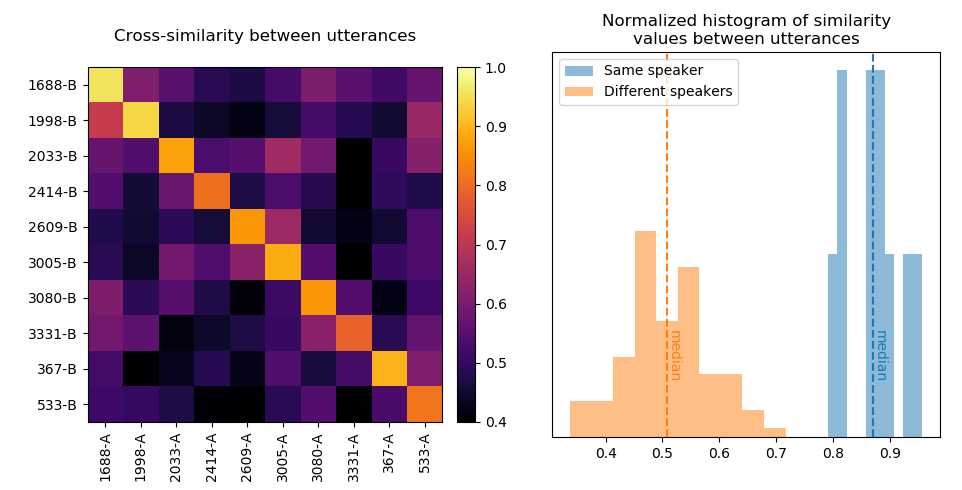 Cross-similarity between utterances
1688-B
1998-B
2033-B
2414-B
2609-B
3005-B
3080-B
3331-B
367-B
533-B
1688-A
1998-A
2033-A
2414-A
2609-A
3005-A
3080-A
3331-A
367-A
533-A
1.0
0.9
0.8
0.7
0.6
0.5
0.4
Normalized histogram of similarity
values between utterances
Same speaker
Different speakers
median
median
0.4
0.5
0.6
0.7
0.8
0.9